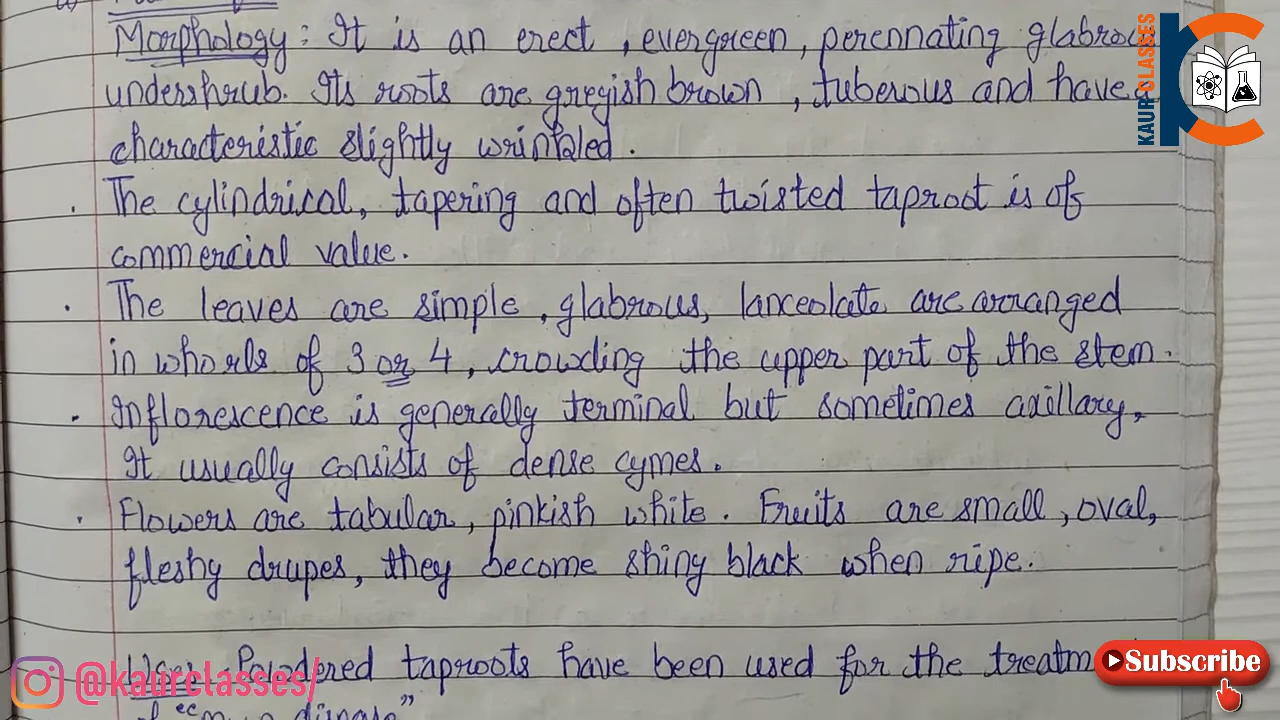 Morphology: It is an erect, evergreen, perennating glabrous
undershrub. Its roots are greyish brown, tuberous and have
characteristic slightly wrinkled.
. The cylindrical, tapering and often twisted taproot is of
commercial value.
. The leaves are simple, glabrous, lanceolate are arranged
in whorls of 3 or 4, crowding the upper part of the stem.
. Inflorescence is generally terminal but sometimes axillary,
It usually consists of dense cymes.
. Flowers are tabular, pinkish white. Fruits are small, oval,
fleshy drupes, they become shiny black when ripe.
Uses - Powdered taproots have been used for the treatm
KAUR CLASSES
@kaurclasses/
Subscribe